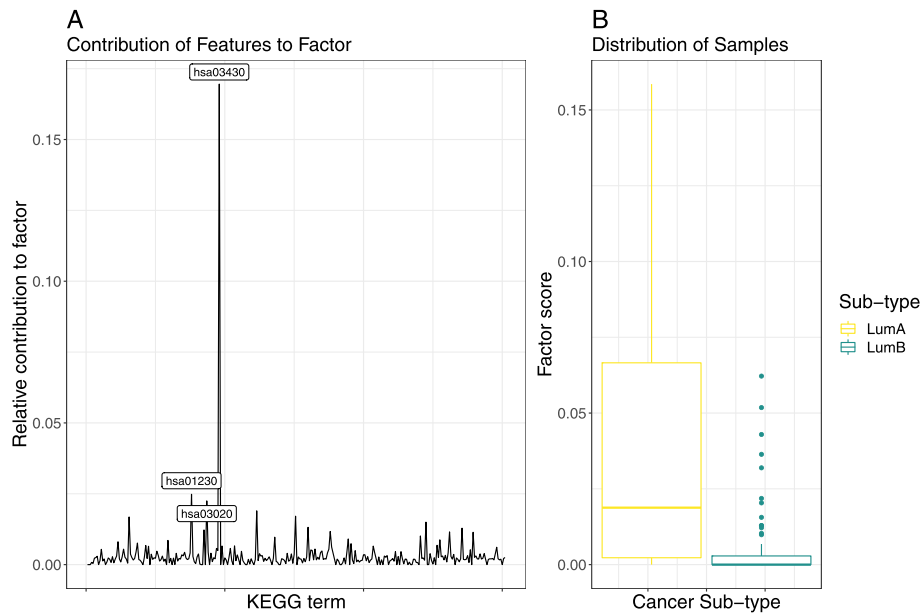 A
Contribution of Features to Factor
hsa03430
hsa01230
hsa03020
0.15
0.10
0.05
0.00
Relative contribution to factor
KEGG term
B
Distribution of Samples
0.15
0.10
0.05
0.00
Factor score
Cancer Sub−type
Sub−type
LumA
LumB